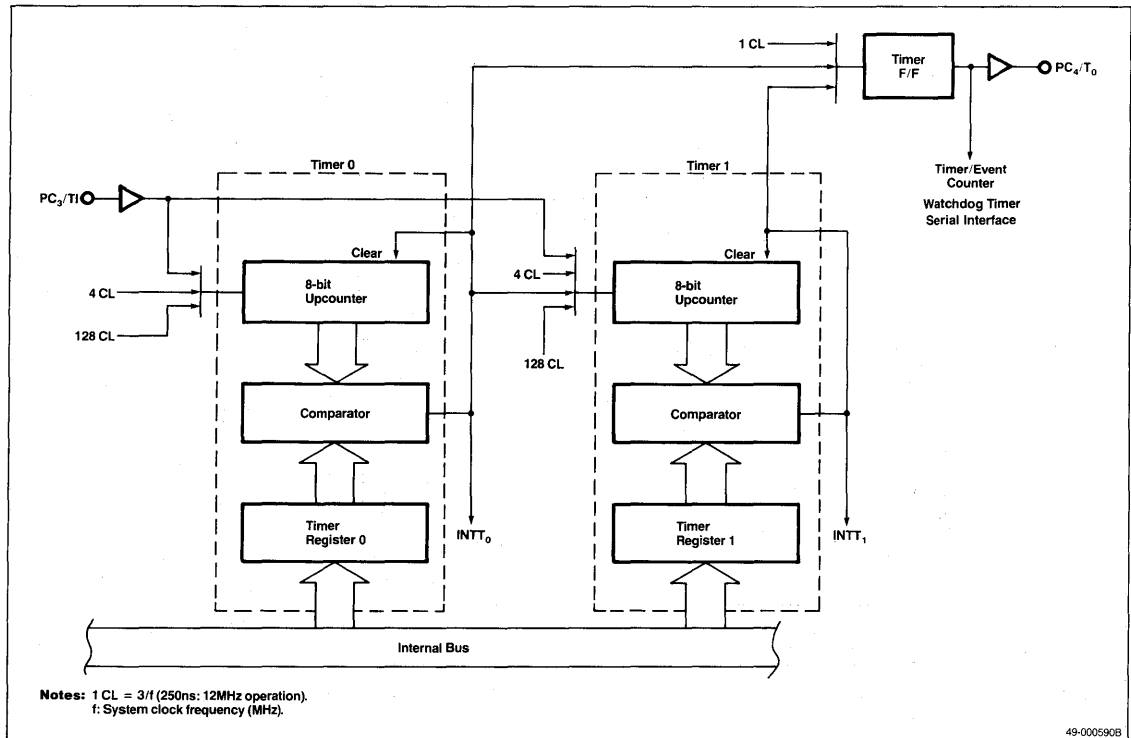 1 CL
Timer
F/F
PC4/T0
Timer/Event
Counter
Watchdog Timer
Serial Interface
Timer 0
Timer 1
PC3/TI
Clear
Clear
8-bit
Upcounter
4 CL
128 CL
4 CL
128 CL
8-bit
Upcounter
Comparator
Comparator
Timer
Register 0
INTT0
Timer
Register 1
INTT1
Internal Bus
Notes: 1 CL = 3/f (250ns: 12MHz operation).
f: System clock frequency (MHz).
49-000590B